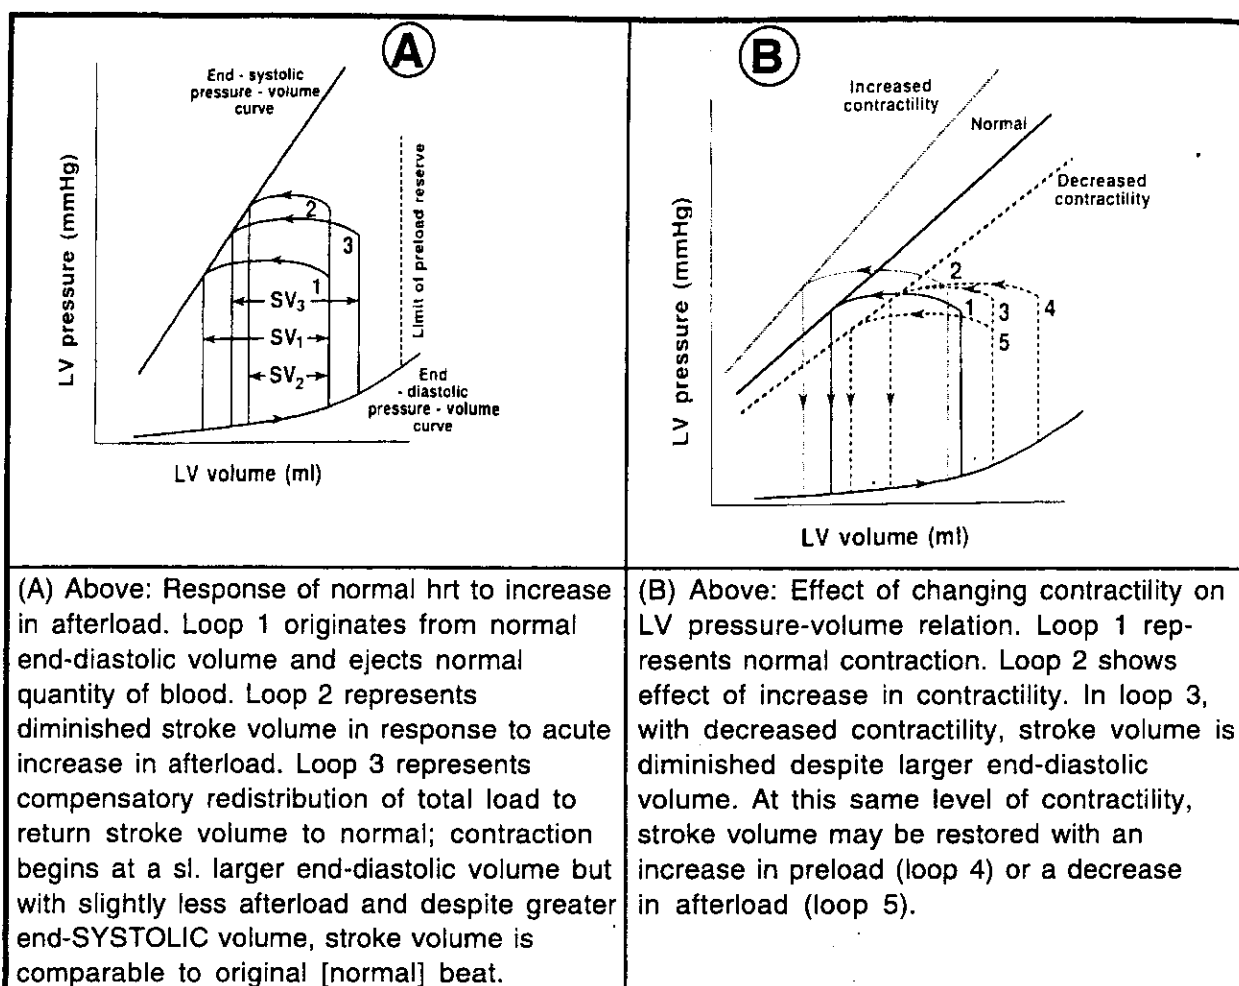 A
End - systolic
pressure - volume
curve
LV pressure (mmHg)
2
3
1
SV3
SV1
SV2
Limit of preload reserve
End
- diastolic
pressure - volume
curve
LV volume (ml)
B
Increased
contractility
Normal
Decreased
contractility
LV pressure (mmHg)
2
1
3
4
5
LV volume (ml)
(A) Above: Response of normal hrt to increase
in afterload. Loop 1 originates from normal
end-diastolic volume and ejects normal
quantity of blood. Loop 2 represents
diminished stroke volume in response to acute
increase in afterload. Loop 3 represents
compensatory redistribution of total load to
return stroke volume to normal; contraction
begins at a sl. larger end-diastolic volume but
with slightly less afterload and despite greater
end-SYSTOLIC volume, stroke volume is
comparable to original [normal] beat.
(B) Above: Effect of changing contractility on
LV pressure-volume relation. Loop 1 rep-
resents normal contraction. Loop 2 shows
effect of increase in contractility. In loop 3,
with decreased contractility, stroke volume is
diminished despite larger end-diastolic
volume. At this same level of contractility,
stroke volume may be restored with an
increase in preload (loop 4) or a decrease
in afterload (loop 5).